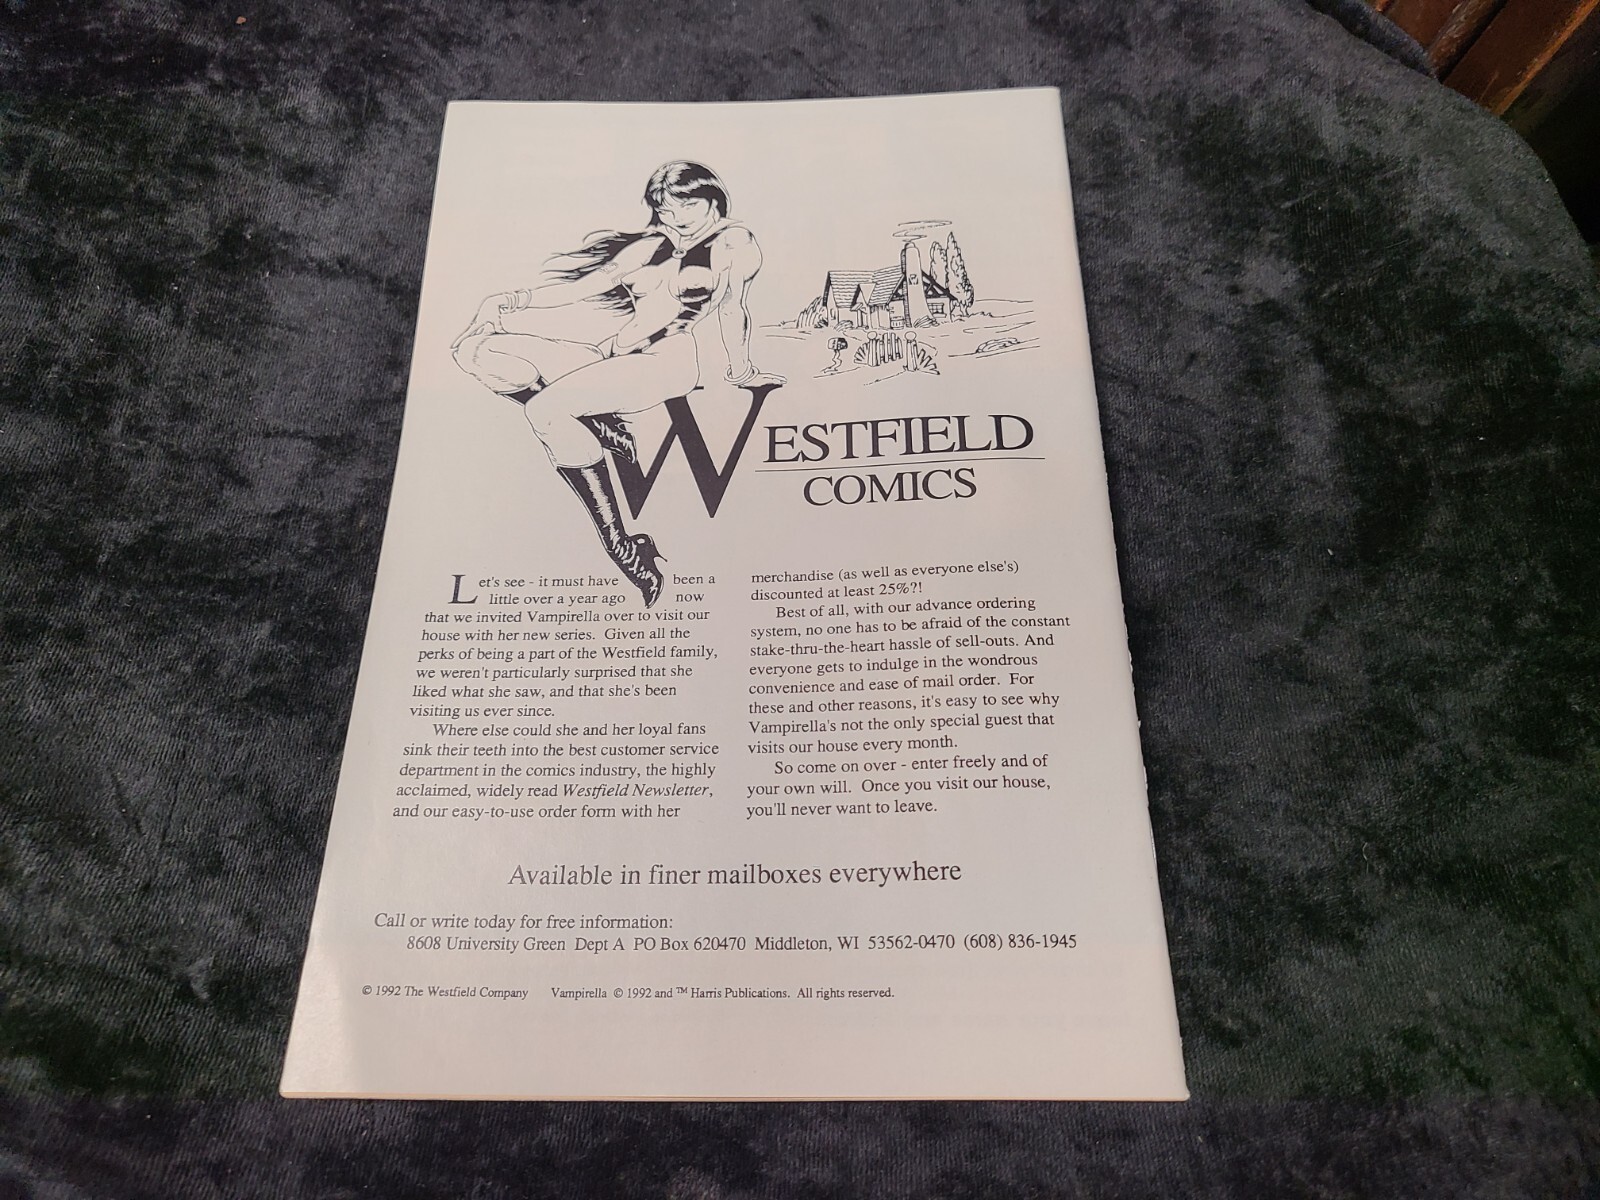 WESTFIELD
COMICS
Let's see - it must have been a
little over a year ago now
that we invited Vampirella over to visit our
house with her new series. Given all the
perks of being a part of the Westfield family,
we weren't particularly surprised that she
liked what she saw, and that she's been
visiting us ever since.
Where else could she and her loyal fans
sink their teeth into the best customer service
department in the comics industry, the highly
acclaimed, widely read Westfield Newsletter,
and our easy-to-use order form with her
merchandise (as well as everyone else's)
discounted at least 25%?!
Best of all, with our advance ordering
system, no one has to be afraid of the constant
stake-thru-the-heart hassle of sell-outs. And
everyone gets to indulge in the wondrous
convenience and ease of mail order. For
these and other reasons, it's easy to see why
Vampirella's not the only special guest that
visits our house every month.
So come on over - enter freely and of
your own will. Once you visit our house,
you'll never want to leave.
Available in finer mailboxes everywhere
Call or write today for free information:
8608 University Green Dept A PO Box 620470 Middleton, WI 53562-0470 (608) 836-1945
© 1992 The Westfield Company Vampirella © 1992 and ™ Harris Publications. All rights reserved.